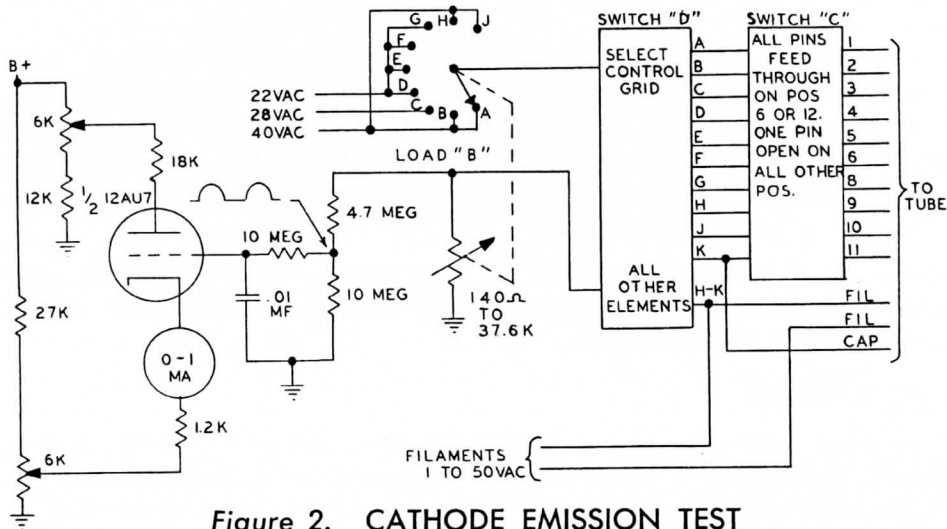 B+
6K
12K
1/2 12AU7
18K
27K
6K
0-1
MA
1.2K
10 MEG
.01
MF
4.7 MEG
10 MEG
22VAC
28VAC
40VAC
G
H
J
F
E
D
C
B
A
LOAD "B"
140Ω
TO
37.6K
SWITCH "D"
SELECT
CONTROL
GRID
ALL
OTHER
ELEMENTS
A
B
C
D
E
F
G
H
J
K
H-K
SWITCH "C"
ALL PINS
FEED
THROUGH
ON POS
6 OR 12.
ONE PIN
OPEN ON
ALL OTHER
POS.
1
2
3
4
5
6
8
9
10
11
FIL
FIL
CAP
TO
TUBE
FILAMENTS
1 TO 50VAC
Figure 2. CATHODE EMISSION TEST